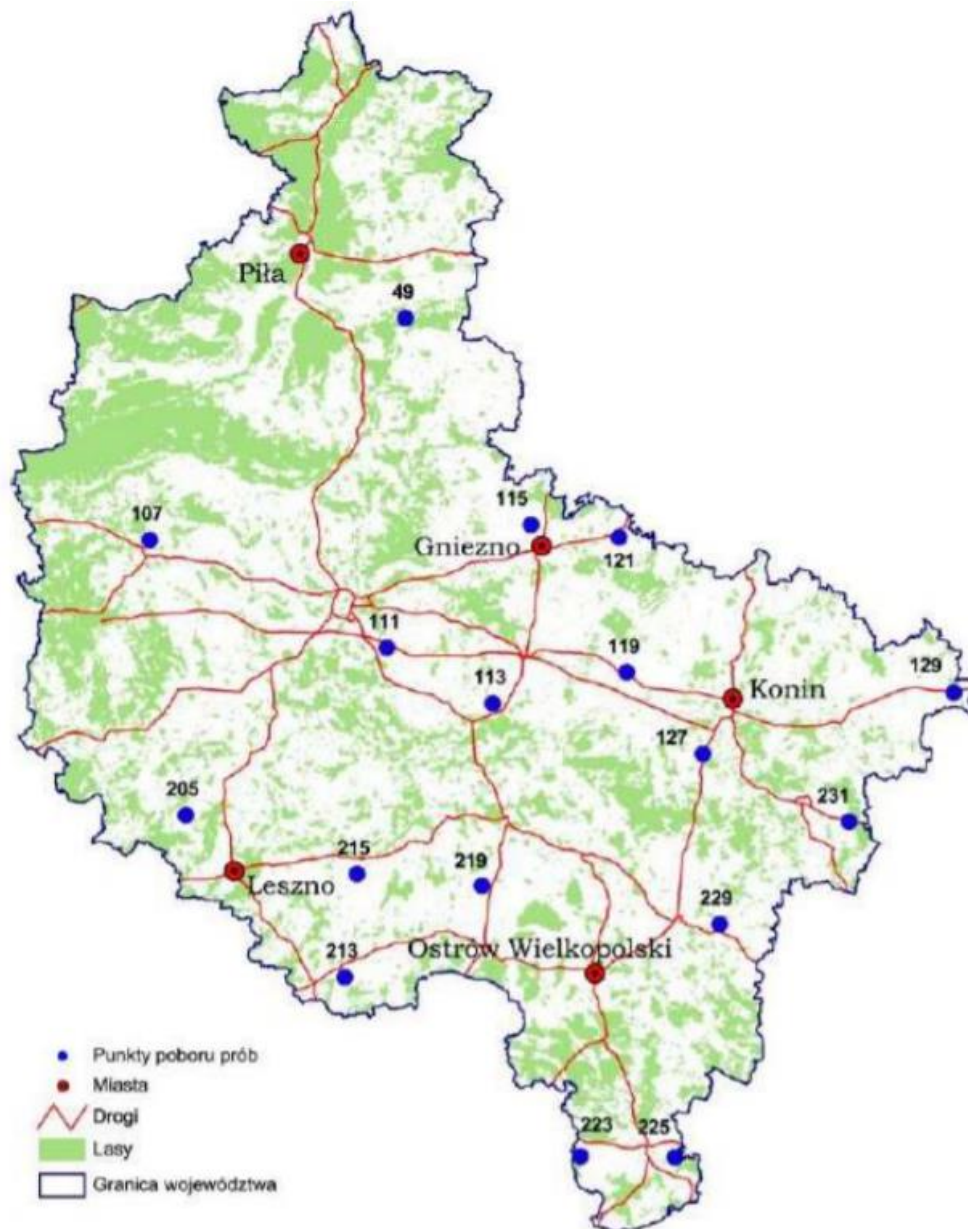 Piła
49
115
107
Gniezno
121
111
119
129
113
Konin
127
205
231
215
219
Leszno
229
213
Ostrów Wielkopolski
Punkty poboru prób
Miasta
Drogi
223
225
Lasy
Granica województwa